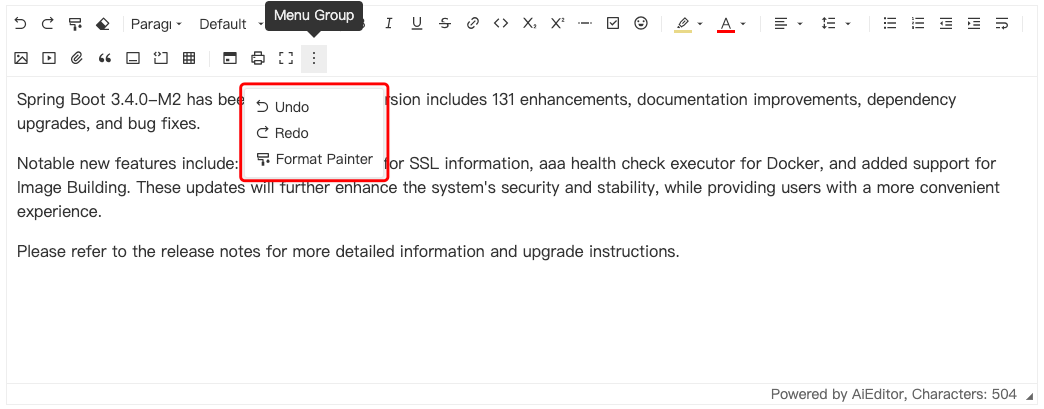 Menu Group
Paragr
Default
Spring Boot 3.4.0-M2 has bee rsion includes 131 enhancements, documentation improvements, dependency
upgrades, and bug fixes.
Undo
Redo
Format Painter
Notable new features include: for SSL information, aaa health check executor for Docker, and added support for
Image Building. These updates will further enhance the system's security and stability, while providing users with a more convenient
experience.
Please refer to the release notes for more detailed information and upgrade instructions.
Powered by AiEditor, Characters: 504